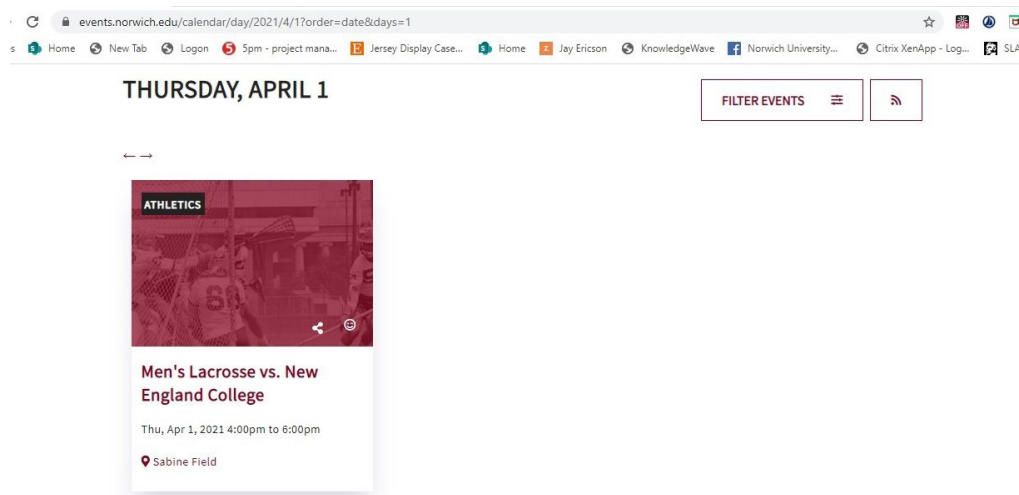 events.norwich.edu/calendar/day/2021/4/1?order=date&days=1
s Home New Tab Logon 5pm - project mana... Jersey Display Case... Home Jay Ericson KnowledgeWave Norwich University... Citrix XenApp - Log... SLA
THURSDAY, APRIL 1
FILTER EVENTS
←→
ATHLETICS
Men's Lacrosse vs. New
England College
Thu, Apr 1, 2021 4:00pm to 6:00pm
Sabine Field